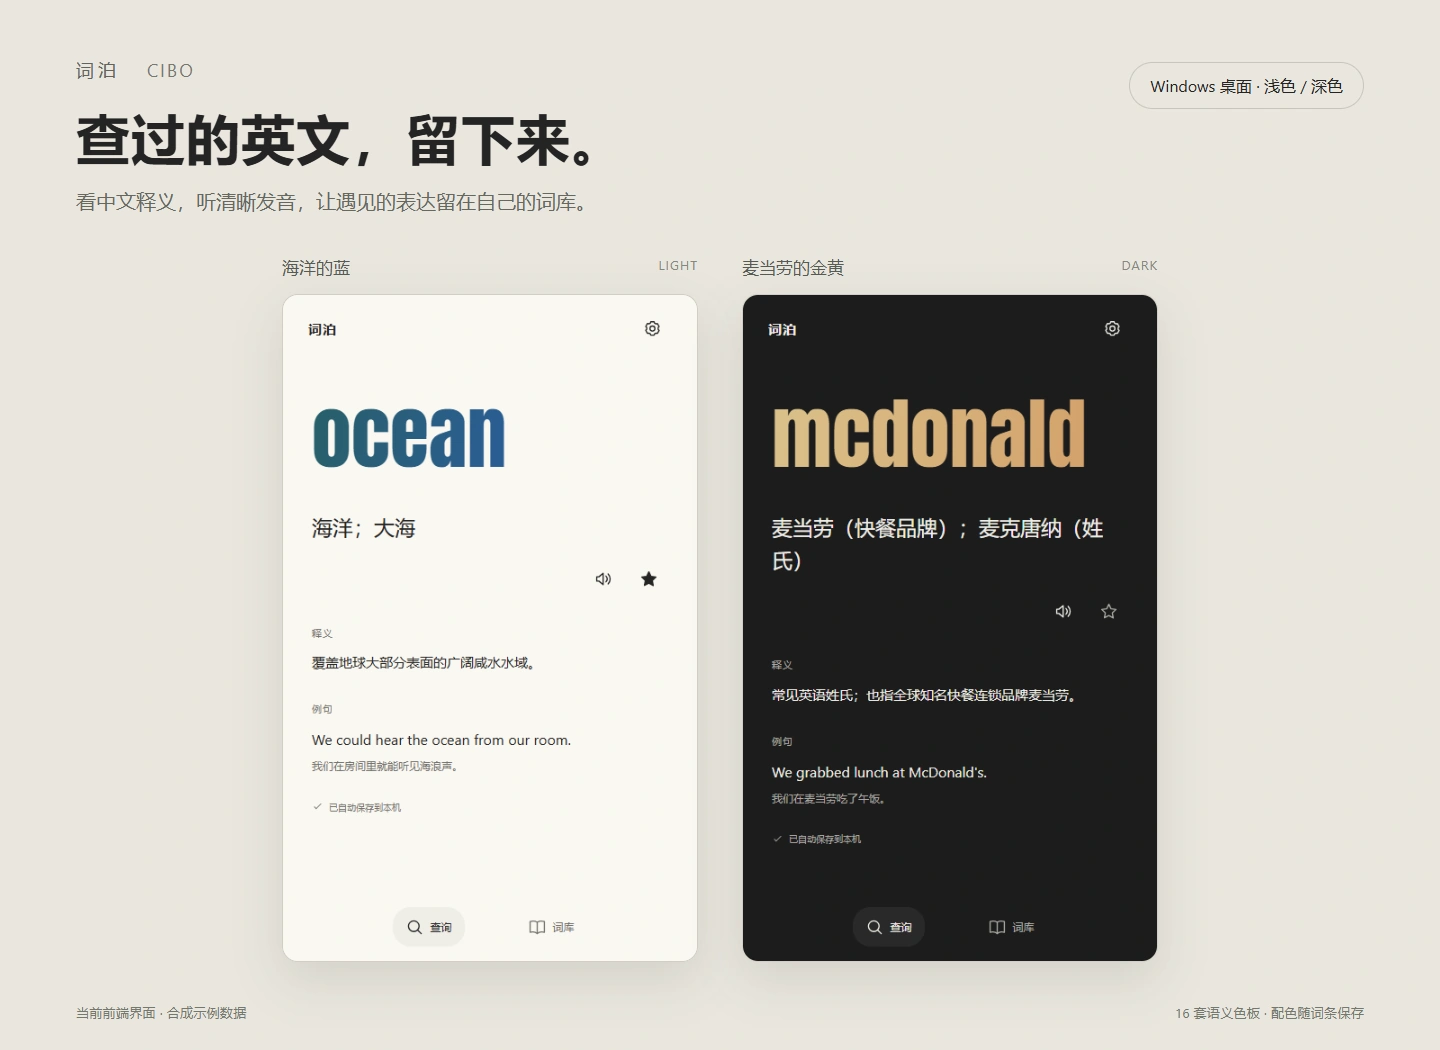 词泊 CIBO
Windows 桌面 · 浅色 / 深色
查过的英文，留下来。
看中文释义，听清晰发音，让遇见的表达留在自己的词库。
海洋的蓝 LIGHT
词泊
ocean
海洋；大海
释义
覆盖地球大部分表面的广阔咸水水域。
例句
We could hear the ocean from our room.
我们在房间里就能听见海浪声。
已自动保存到本机
查询 词库
麦当劳的金黄 DARK
词泊
mcdonald
麦当劳（快餐品牌）；麦克唐纳（姓
氏）
释义
常见英语姓氏；也指全球知名快餐连锁品牌麦当劳。
例句
We grabbed lunch at McDonald's.
我们在麦当劳吃了午饭。
已自动保存到本机
查询 词库
当前前端界面 · 合成示例数据
16 套语义色板 · 配色随词条保存